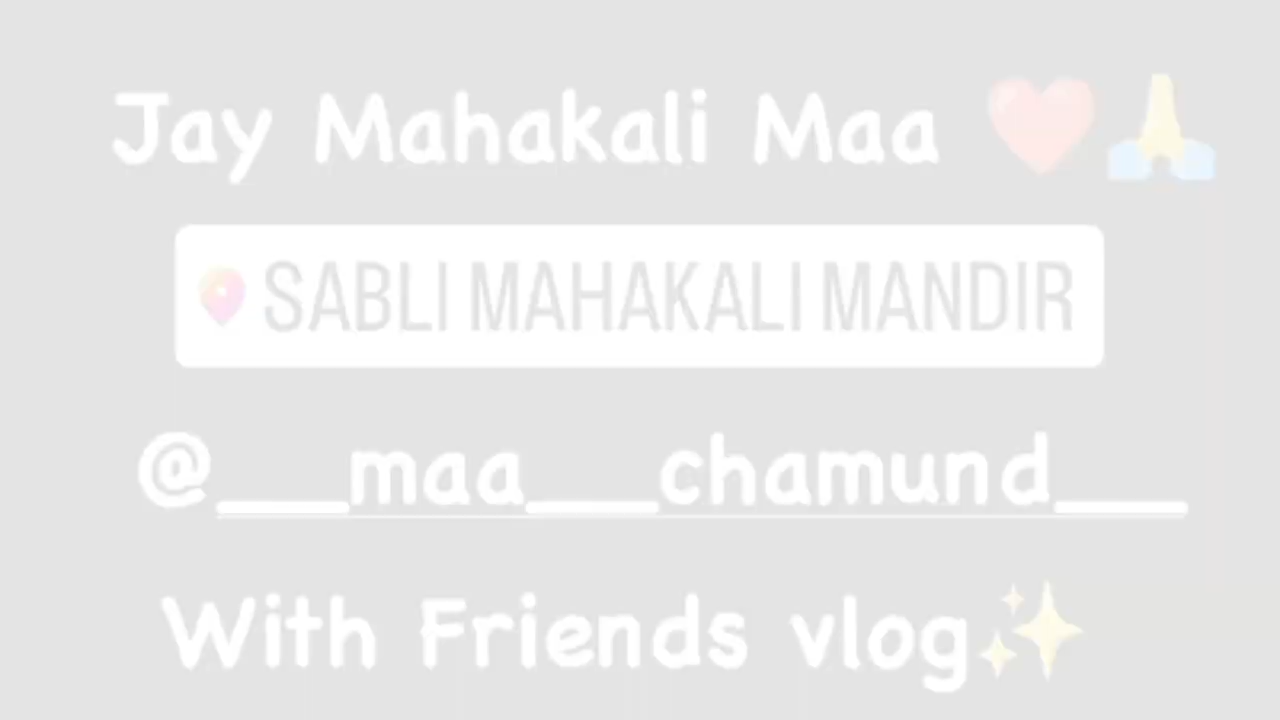 Jay Mahakali Maa ❤️🙏
📍 SABLI MAHAKALI MANDIR
@___maa___chamund___
With Friends vlog✨